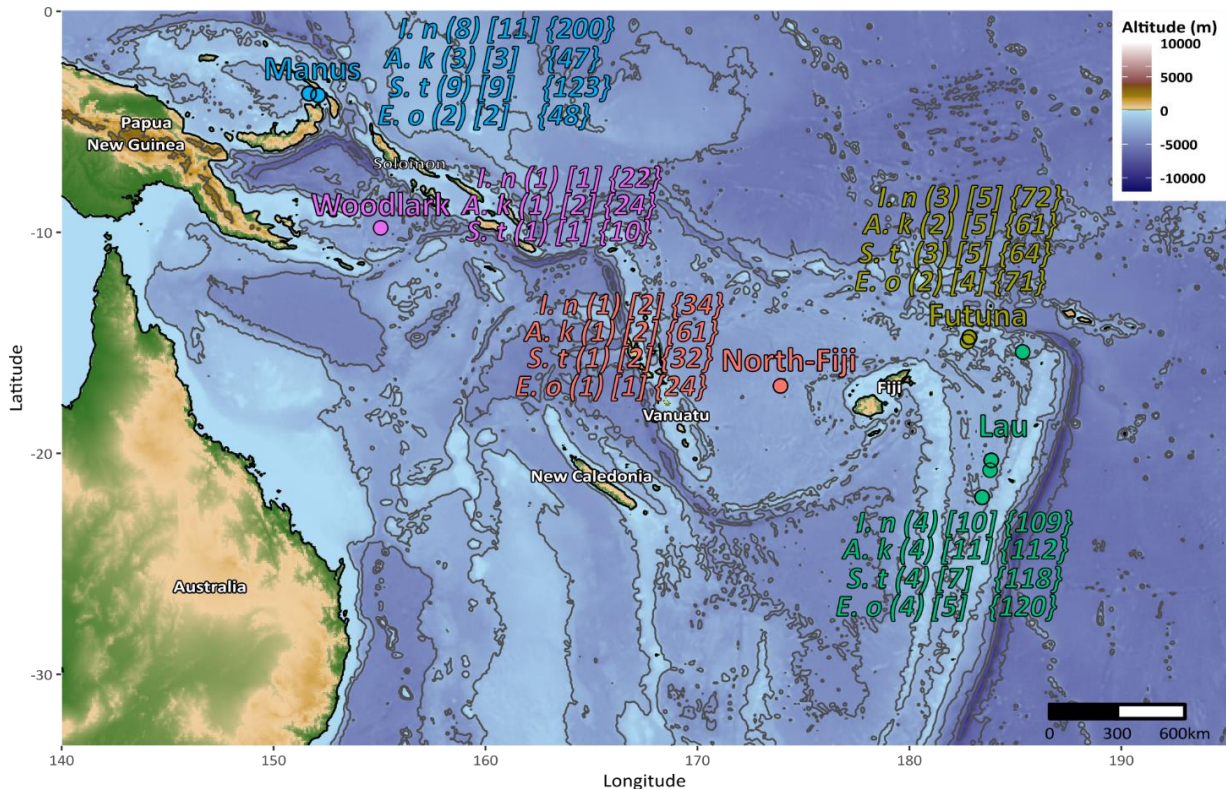 Altitude (m)
10000
5000
0
-5000
-10000
I. n (8) [11] {200}
A. k (3) [3] {47}
S. t (9) [9] {123}
E. o (2) [2] {48}
Manus
Papua
New Guinea
Solomon
I. n (1) [1] {22}
A. k (1) [2] {24}
S. t (1) [1] {10}
Woodlark
I. n (3) [5] {72}
A. k (2) [5] {61}
S. t (3) [5] {64}
E. o (2) [4] {71}
Futuna
I. n (1) [2] {34}
A. k (1) [2] {61}
S. t (1) [2] {32}
E. o (1) [1] {24}
North-Fiji
Fiji
Vanuatu
Lau
New Caledonia
I. n (4) [10] {109}
A. k (4) [11] {112}
S. t (4) [7] {118}
E. o (4) [5] {120}
Australia
0 300 600km
0
-10
-20
-30
Latitude
140 150 160 170 180 190
Longitude